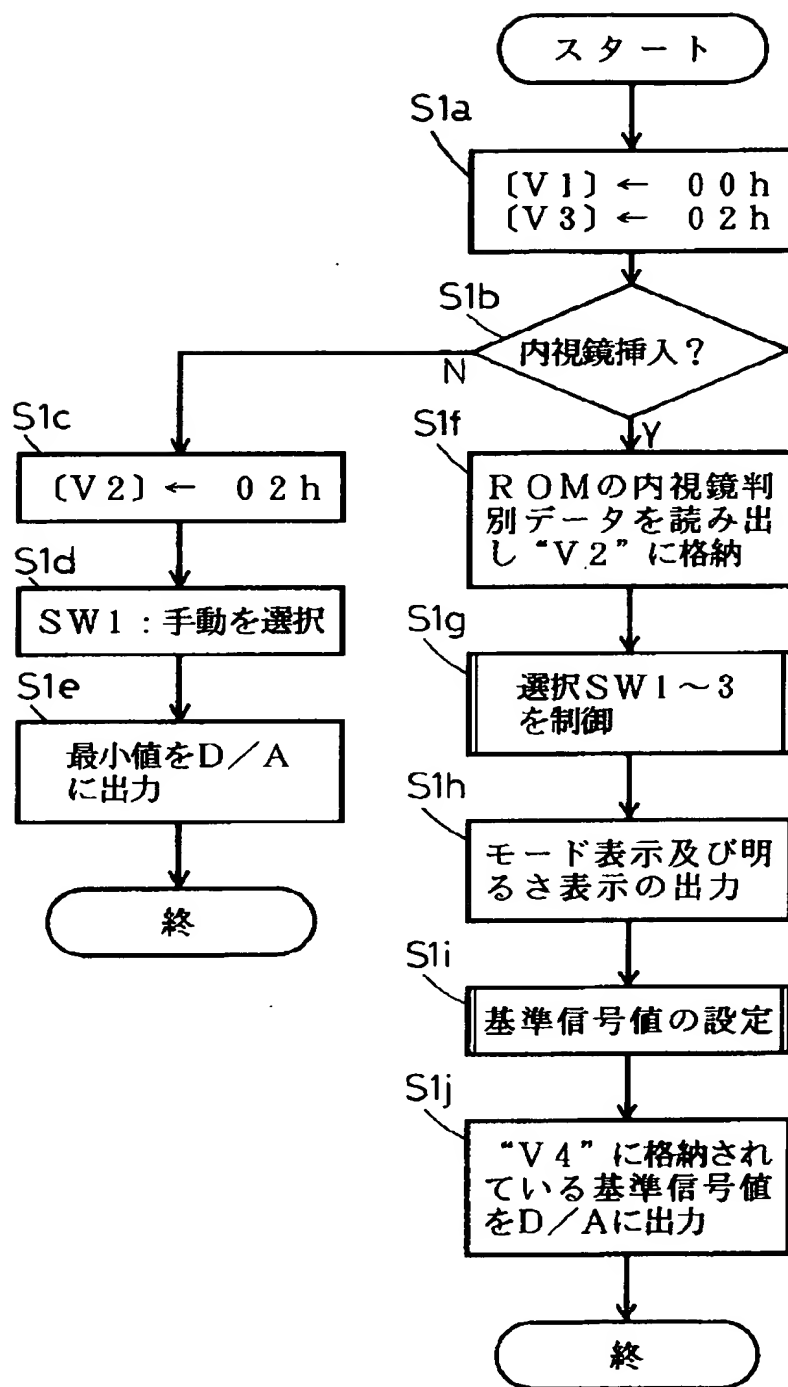 スタート
S1a
〔V1〕← 00h
〔V3〕← 02h
S1b
内視鏡挿入？
N
Y
S1c
〔V2〕← 02h
S1d
SW1：手動を選択
S1e
最小値をD／A
に出力
終
S1f
ROMの内視鏡判
別データを読み出
し“V2”に格納
S1g
選択SW1～3
を制御
S1h
モード表示及び明
るさ表示の出力
S1i
基準信号値の設定
S1j
“V4”に格納され
ている基準信号値
をD／Aに出力
終